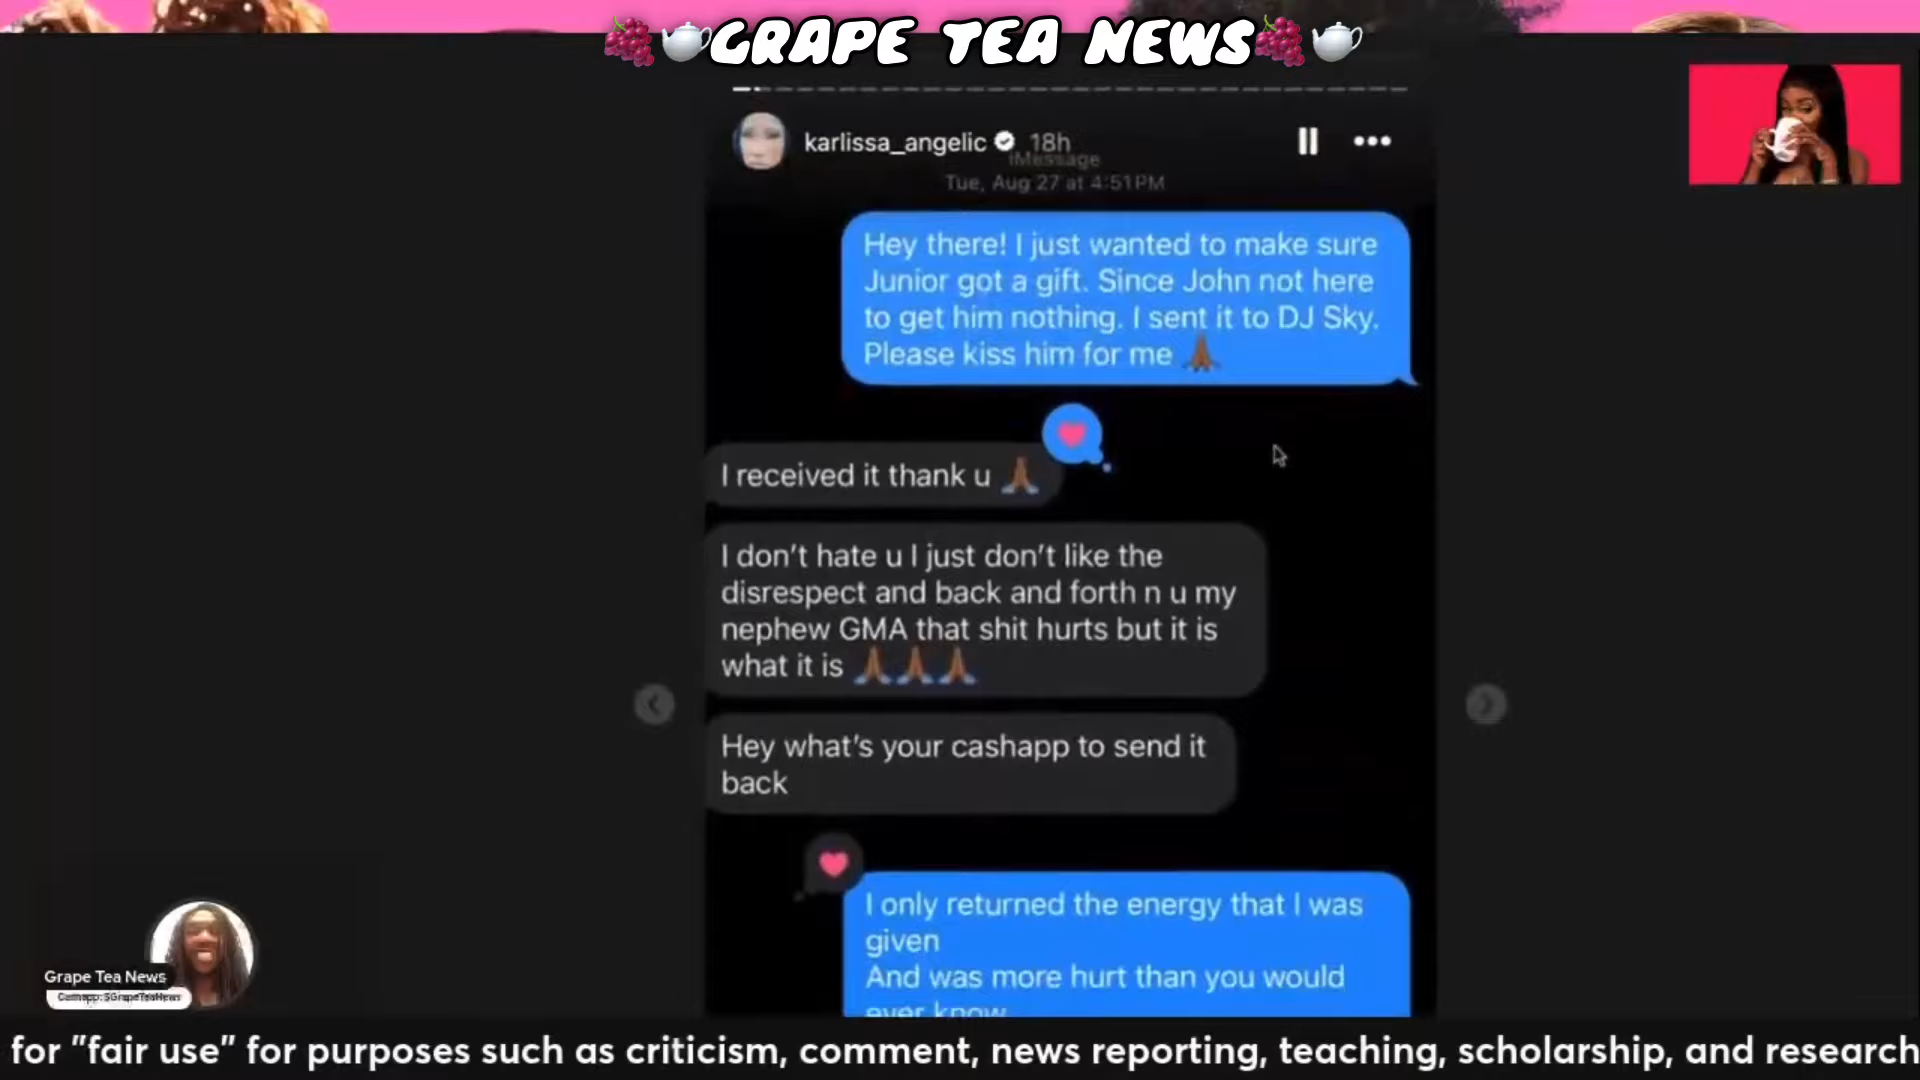 GRAPE TEA NEWS
karlissa_angelic 18h
iMessage
Tue, Aug 27 at 4:51PM
Hey there! I just wanted to make sure
Junior got a gift. Since John not here
to get him nothing. I sent it to DJ Sky.
Please kiss him for me 🙏🏾
I received it thank u 🙏🏾
I don’t hate u I just don’t like the
disrespect and back and forth n u my
nephew GMA that shit hurts but it is
what it is 🙏🏾🙏🏾🙏🏾
Hey what’s your cashapp to send it
back
I only returned the energy that I was
given
And was more hurt than you would
ever know
Grape Tea News
Cashapp: $GrapeTeaNews
for "fair use" for purposes such as criticism, comment, news reporting, teaching, scholarship, and research